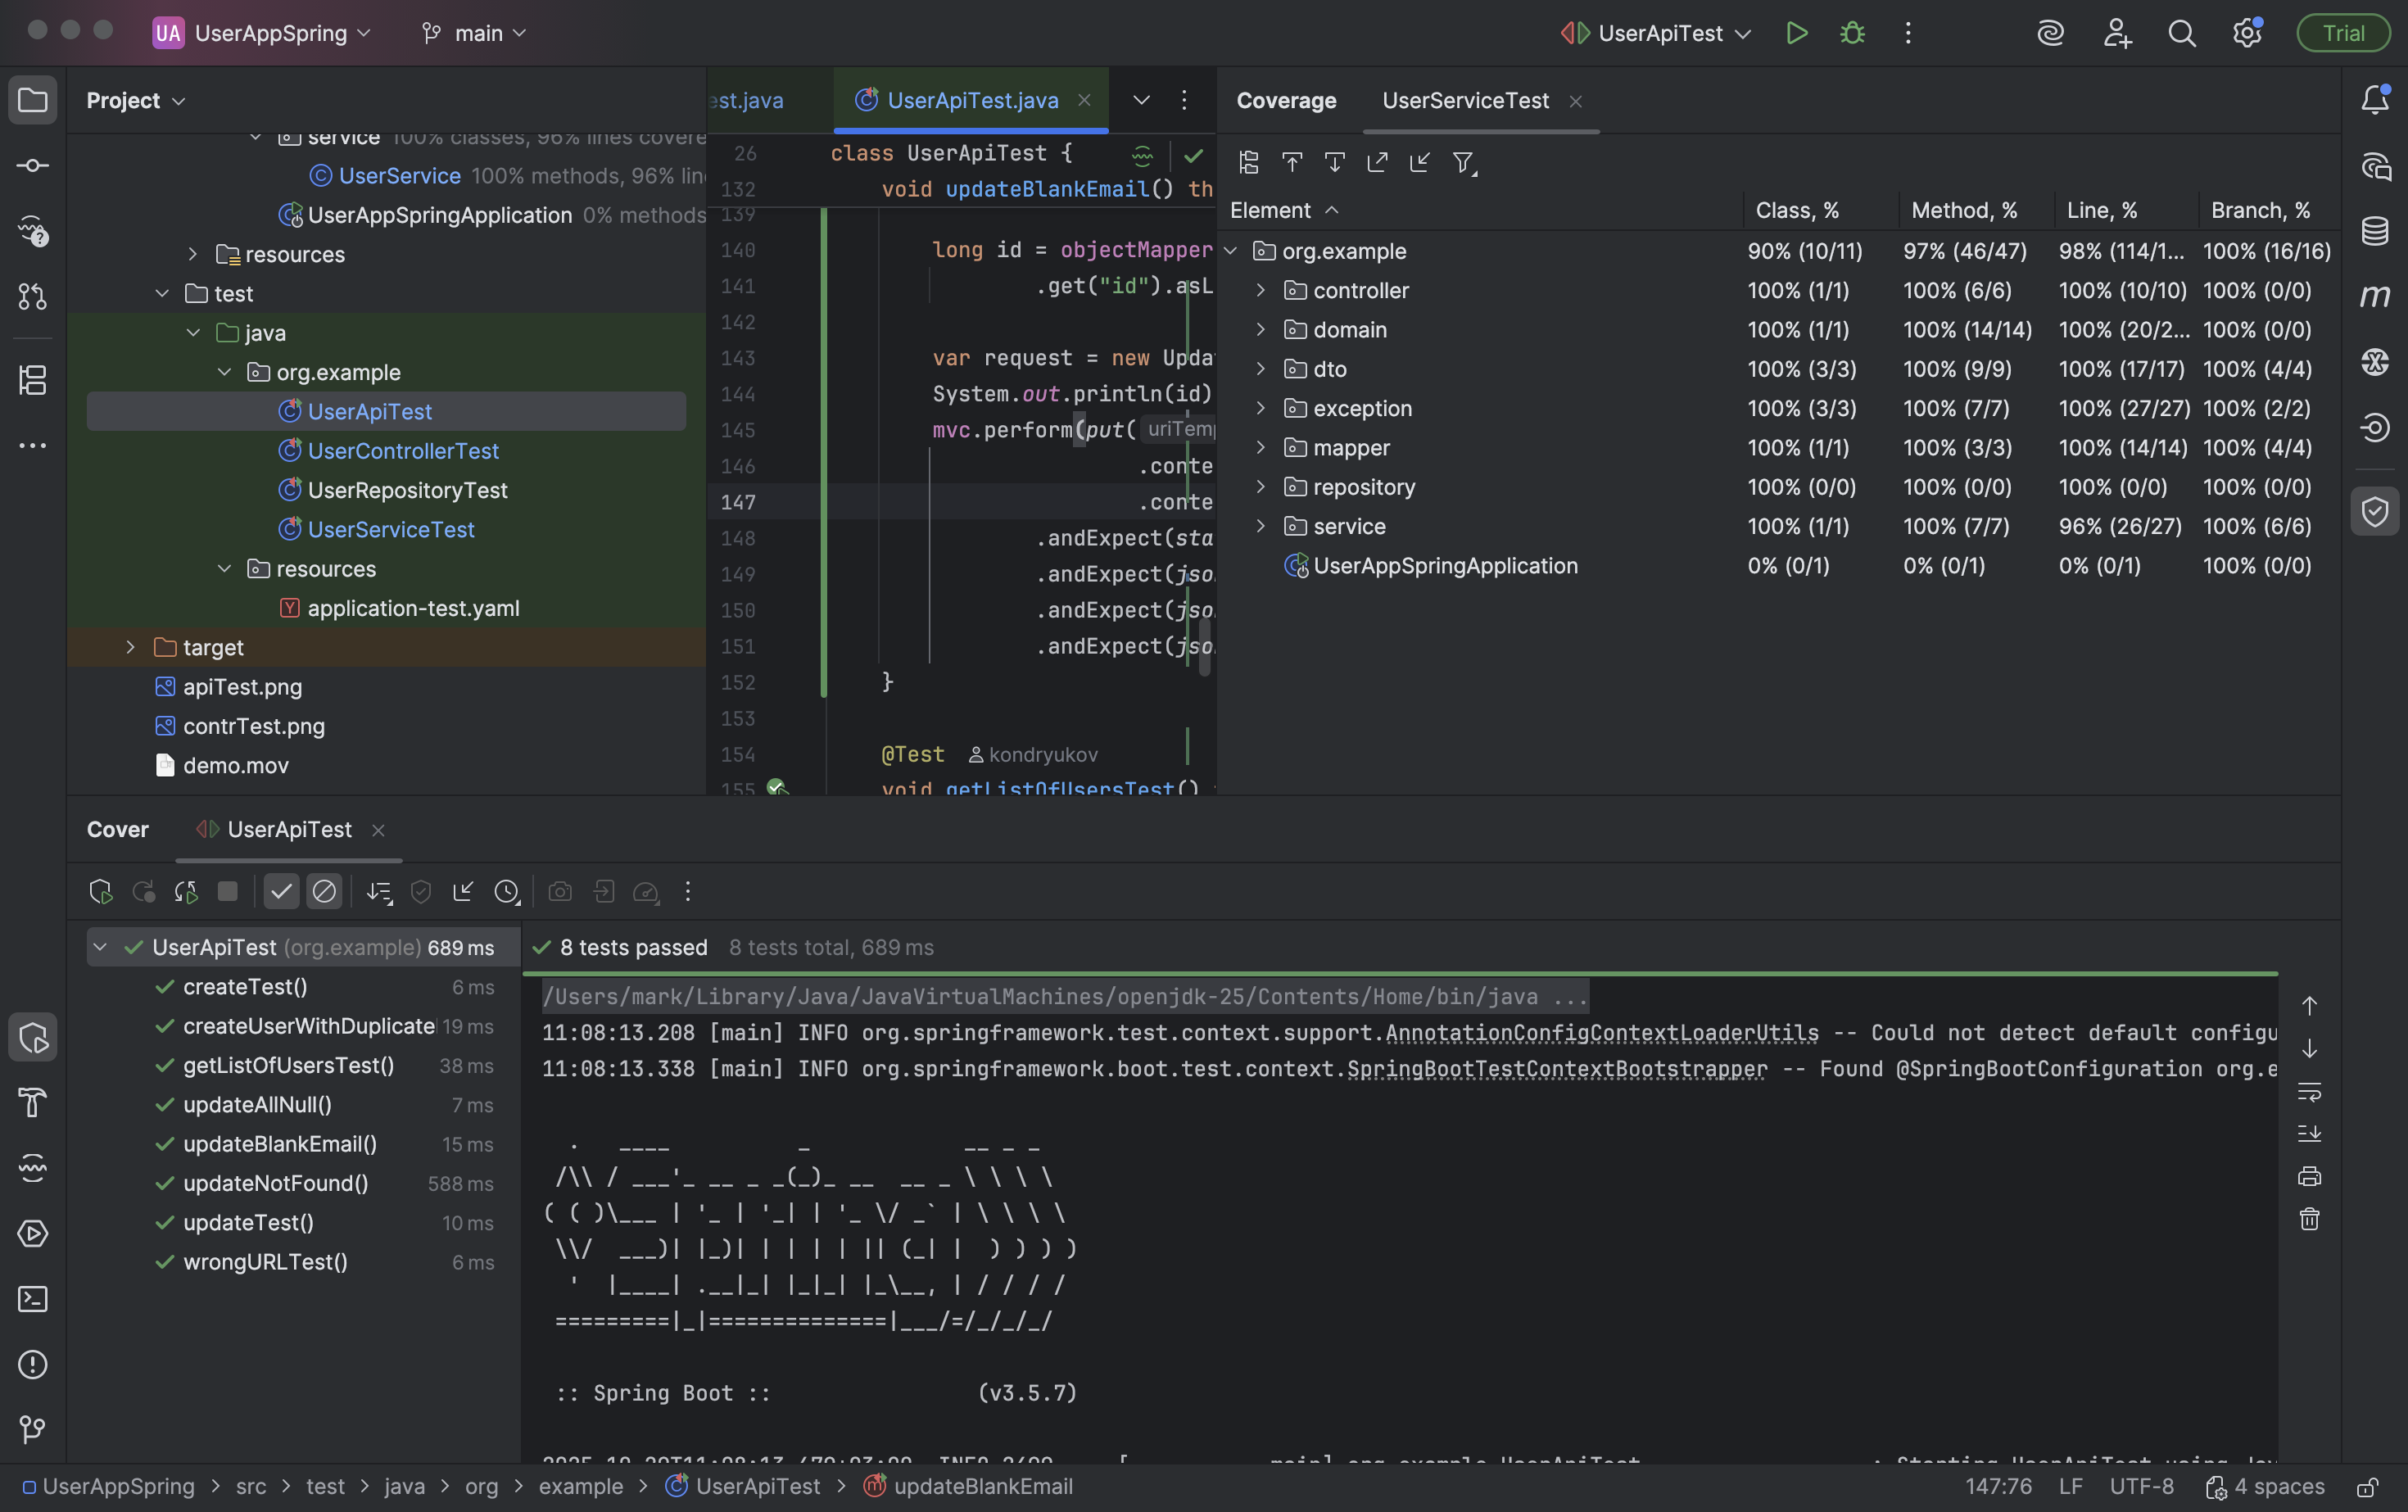 UA UserAppSpring main UserApiTest Trial
Project
service 100% classes, 96% lines covere
UserService 100% methods, 96% lin
UserAppSpringApplication 0% methods
resources
test
java
org.example
UserApiTest
UserControllerTest
UserRepositoryTest
UserServiceTest
resources
application-test.yaml
target
apiTest.png
contrTest.png
demo.mov
est.java UserApiTest.java
26 class UserApiTest {
132 void updateBlankEmail() th
139
140 long id = objectMapper
141 .get("id").asL
142
143 var request = new Upda
144 System.out.println(id)
145 mvc.perform(put( uriTemp
146 .conte
147 .conte
148 .andExpect(sta
149 .andExpect(jso
150 .andExpect(jso
151 .andExpect(jso
152 }
153
154 @Test kondryukov
155 void getListOfUsersTest()
Coverage UserServiceTest
Element Class, % Method, % Line, % Branch, %
org.example 90% (10/11) 97% (46/47) 98% (114/1... 100% (16/16)
controller 100% (1/1) 100% (6/6) 100% (10/10) 100% (0/0)
domain 100% (1/1) 100% (14/14) 100% (20/2... 100% (0/0)
dto 100% (3/3) 100% (9/9) 100% (17/17) 100% (4/4)
exception 100% (3/3) 100% (7/7) 100% (27/27) 100% (2/2)
mapper 100% (1/1) 100% (3/3) 100% (14/14) 100% (4/4)
repository 100% (0/0) 100% (0/0) 100% (0/0) 100% (0/0)
service 100% (1/1) 100% (7/7) 96% (26/27) 100% (6/6)
UserAppSpringApplication 0% (0/1) 0% (0/1) 0% (0/1) 100% (0/0)
Cover UserApiTest
UserApiTest (org.example) 689 ms
createTest() 6 ms
createUserWithDuplicate 19 ms
getListOfUsersTest() 38 ms
updateAllNull() 7 ms
updateBlankEmail() 15 ms
updateNotFound() 588 ms
updateTest() 10 ms
wrongURLTest() 6 ms
8 tests passed 8 tests total, 689 ms
/Users/mark/Library/Java/JavaVirtualMachines/openjdk-25/Contents/Home/bin/java ...
11:08:13.208 [main] INFO org.springframework.test.context.support.AnnotationConfigContextLoaderUtils -- Could not detect default configu
11:08:13.338 [main] INFO org.springframework.boot.test.context.SpringBootTestContextBootstrapper -- Found @SpringBootConfiguration org.e
  .   ____          _            __ _ _
 /\\ / ___'_ __ _ _(_)_ __  __ _ \ \ \ \
( ( )\___ | '_ | '_| | '_ \/ _` | \ \ \ \
 \\/  ___)| |_)| | | | | || (_| |  ) ) ) )
  '  |____| .__|_| |_|_| |_\__, | / / / /
 =========|_|==============|___/=/_/_/_/
:: Spring Boot :: (v3.5.7)
UserAppSpring > src > test > java > org > example > UserApiTest > updateBlankEmail
147:76 LF UTF-8 4 spaces